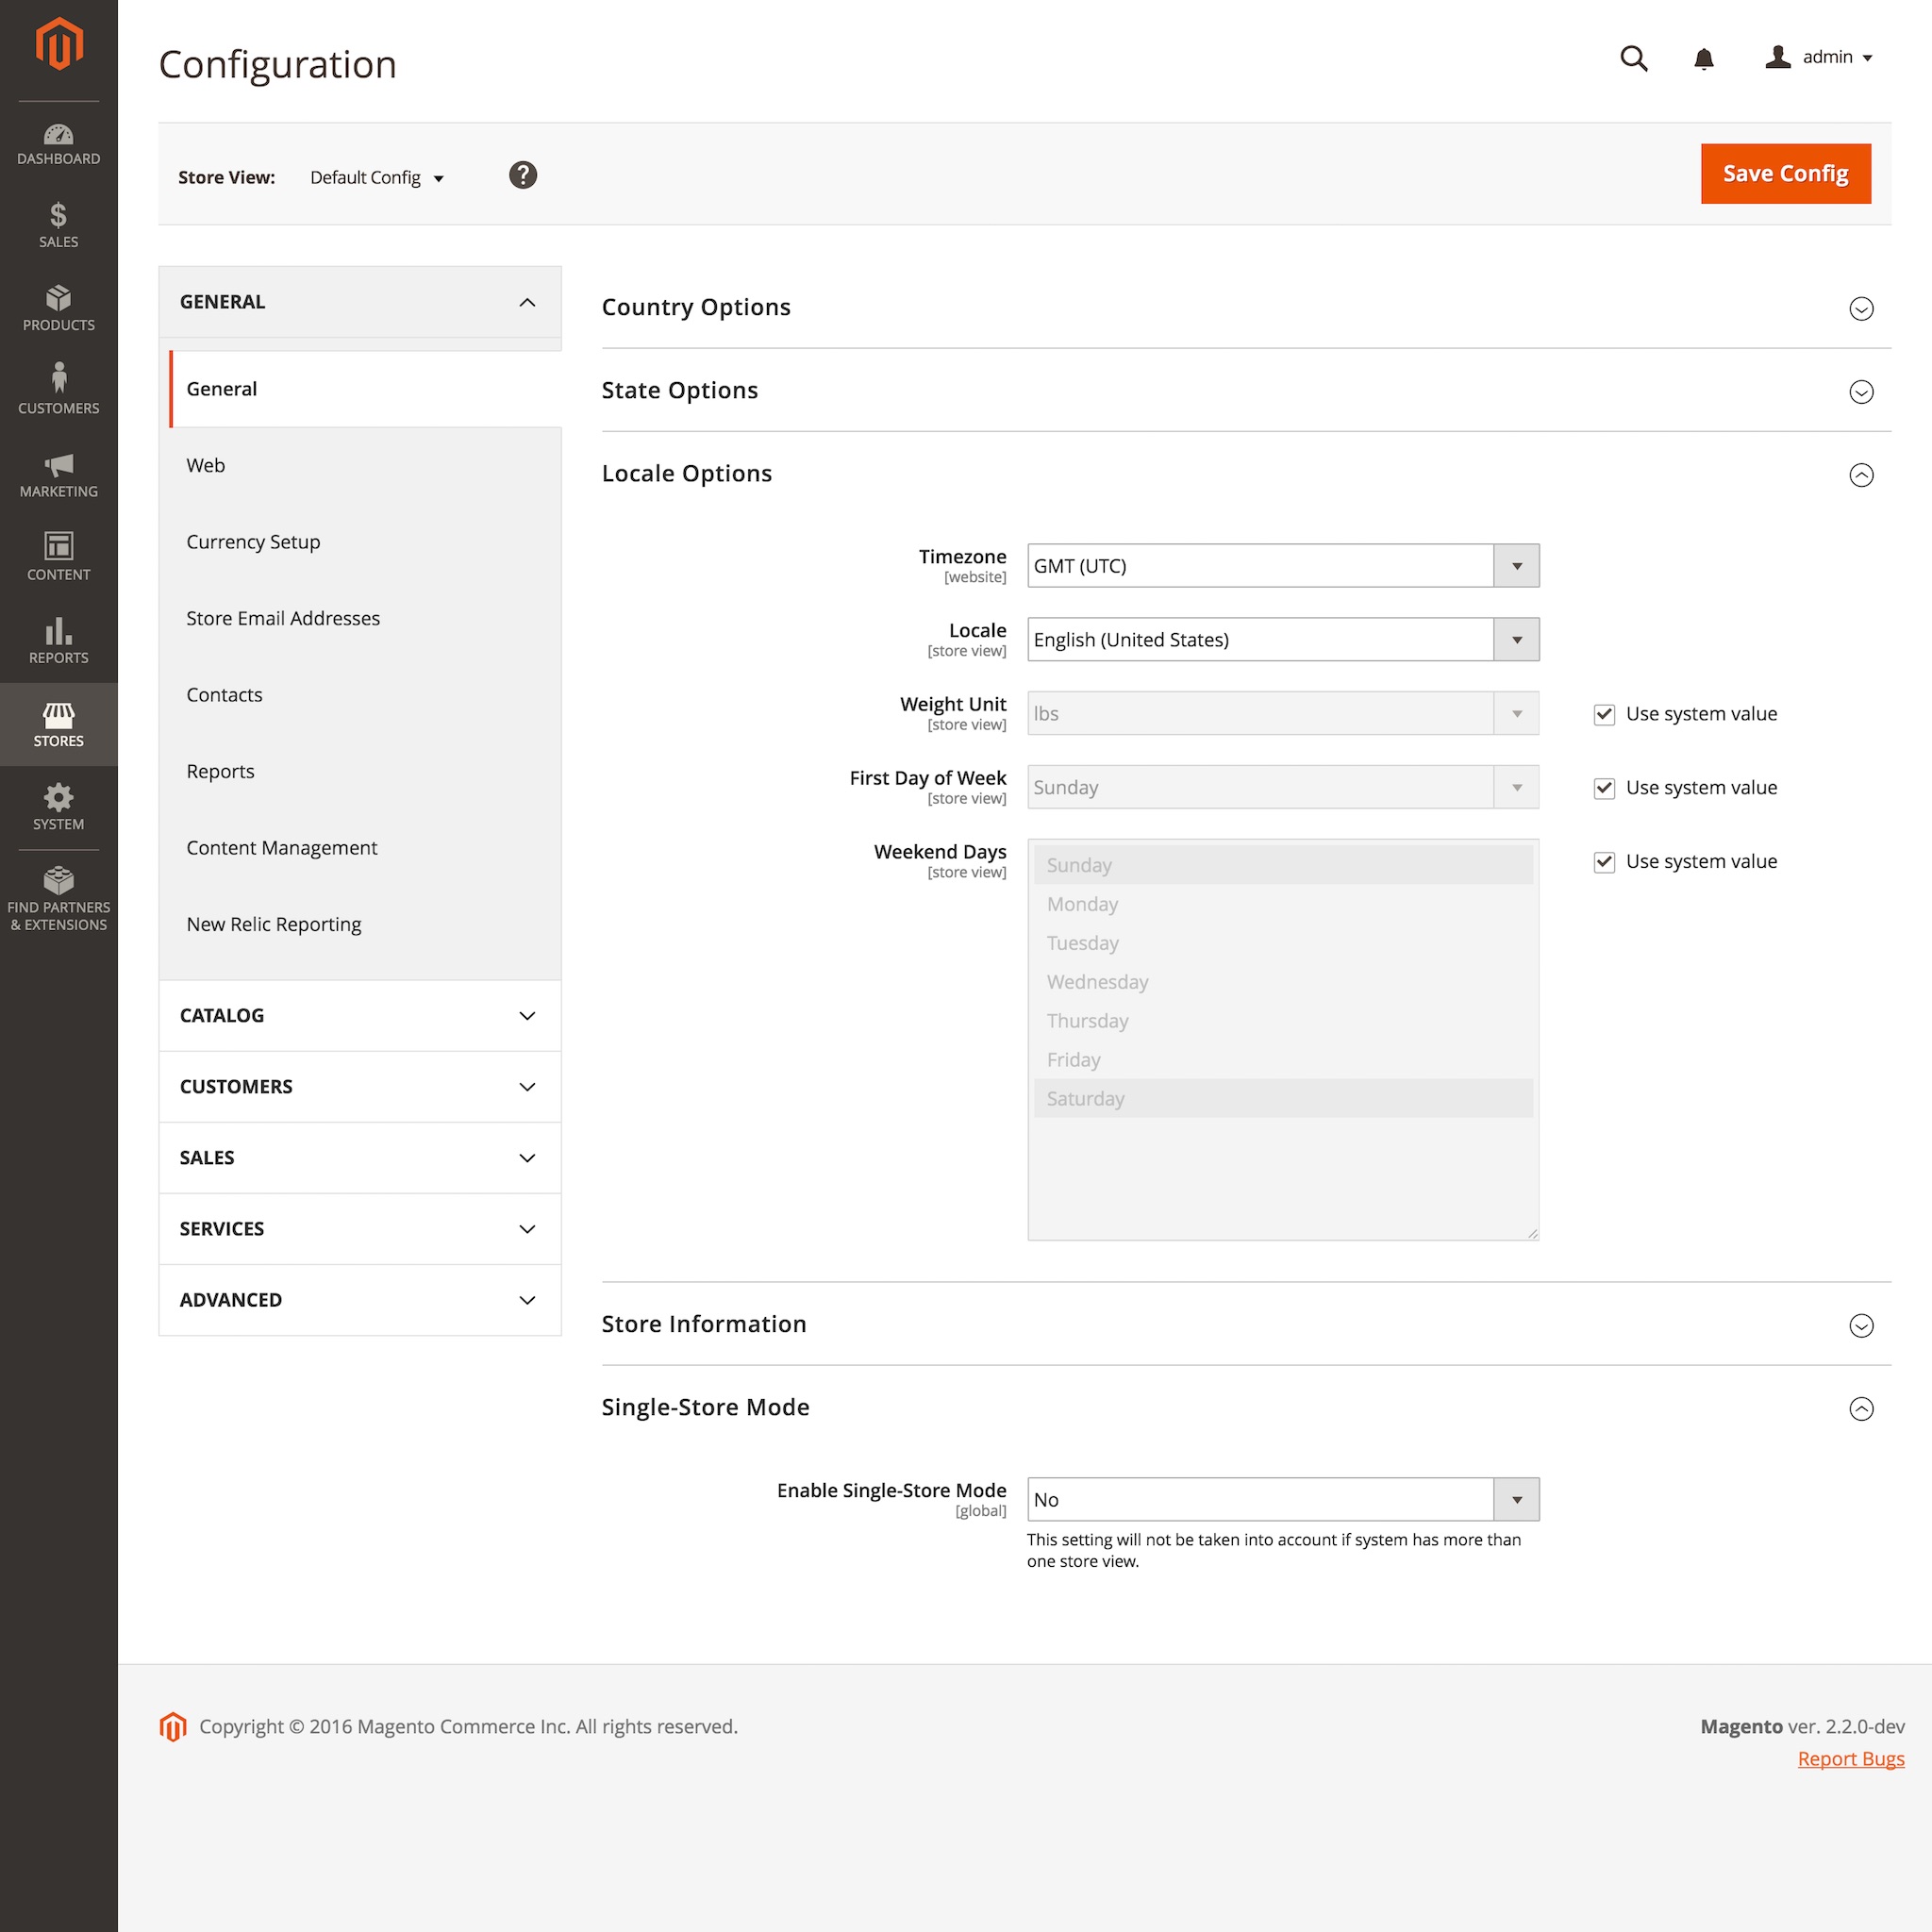 Configuration
admin
Store View:
Default Config
?
Save Config
DASHBOARD
$
SALES
PRODUCTS
CUSTOMERS
MARKETING
CONTENT
REPORTS
STORES
SYSTEM
FIND PARTNERS
& EXTENSIONS
GENERAL
General
Web
Currency Setup
Store Email Addresses
Contacts
Reports
Content Management
New Relic Reporting
CATALOG
CUSTOMERS
SALES
SERVICES
ADVANCED
Country Options
State Options
Locale Options
Timezone
[website]
GMT (UTC)
Locale
[store view]
English (United States)
Weight Unit
[store view]
lbs
Use system value
First Day of Week
[store view]
Sunday
Use system value
Weekend Days
[store view]
Sunday
Monday
Tuesday
Wednesday
Thursday
Friday
Saturday
Use system value
Store Information
Single-Store Mode
Enable Single-Store Mode
[global]
No
This setting will not be taken into account if system has more than
one store view.
Copyright © 2016 Magento Commerce Inc. All rights reserved.
Magento ver. 2.2.0-dev
Report Bugs